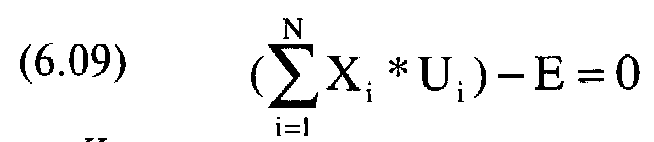 (6.09) (∑_{i=1}^{N} X_i * U_i) − E = 0